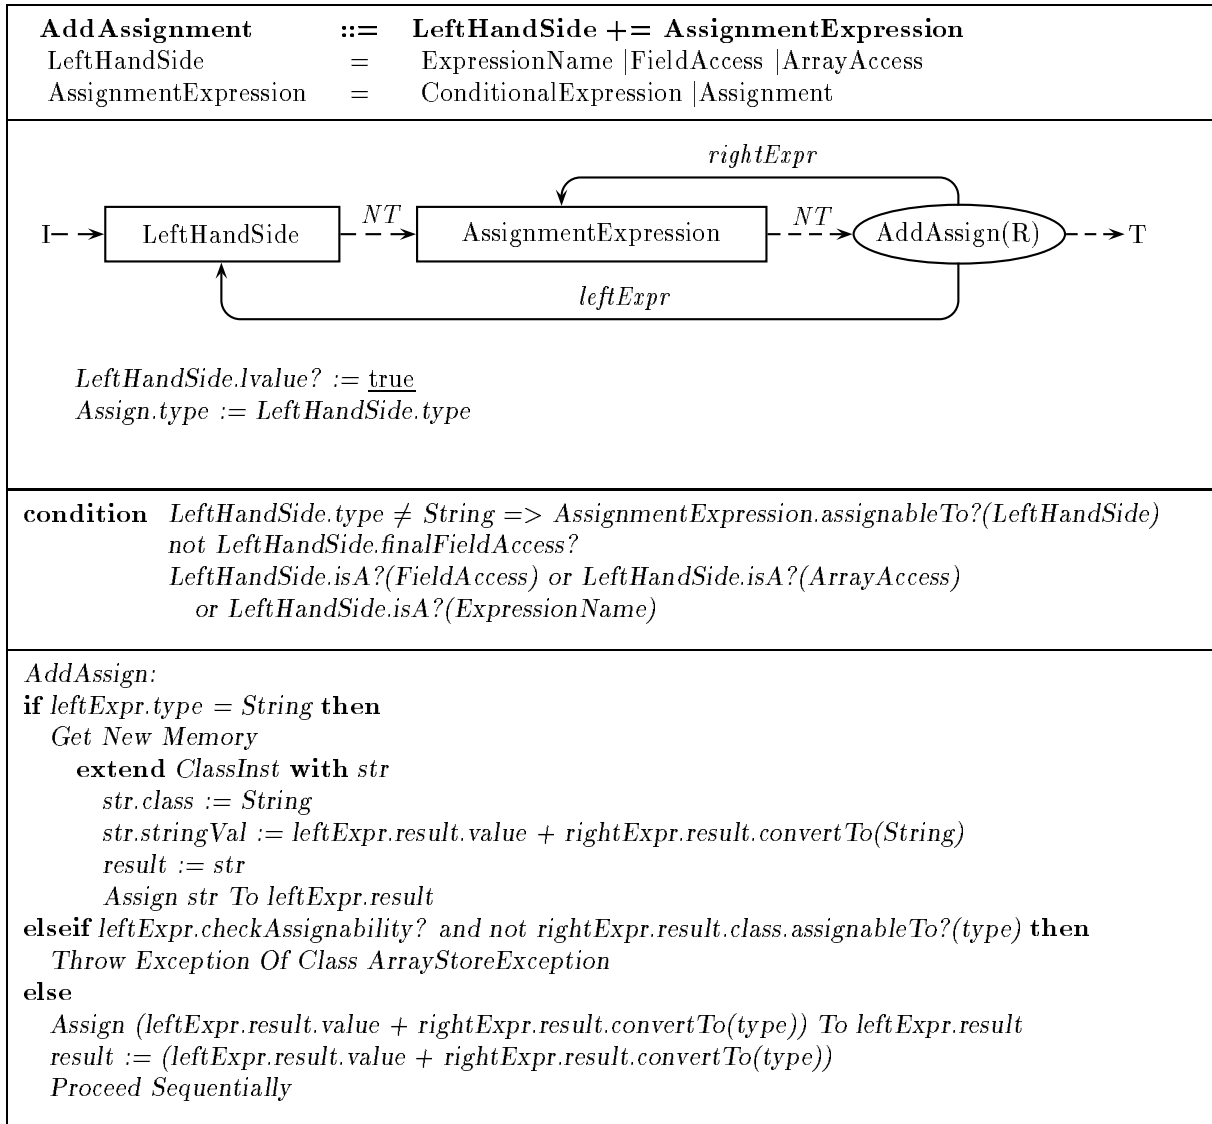 AddAssignment ::= LeftHandSide += AssignmentExpression
LeftHandSide = ExpressionName |FieldAccess |ArrayAccess
AssignmentExpression = ConditionalExpression |Assignment
rightExpr
I LeftHandSide NT AssignmentExpression NT AddAssign(R) T
leftExpr
LeftHandSide.lvalue? := true
Assign.type := LeftHandSide.type
condition LeftHandSide.type ≠ String => AssignmentExpression.assignableTo?(LeftHandSide)
not LeftHandSide.finalFieldAccess?
LeftHandSide.isA?(FieldAccess) or LeftHandSide.isA?(ArrayAccess)
or LeftHandSide.isA?(ExpressionName)
AddAssign:
if leftExpr.type = String then
Get New Memory
extend ClassInst with str
str.class := String
str.stringVal := leftExpr.result.value + rightExpr.result.convertTo(String)
result := str
Assign str To leftExpr.result
elseif leftExpr.checkAssignability? and not rightExpr.result.class.assignableTo?(type) then
Throw Exception Of Class ArrayStoreException
else
Assign (leftExpr.result.value + rightExpr.result.convertTo(type)) To leftExpr.result
result := (leftExpr.result.value + rightExpr.result.convertTo(type))
Proceed Sequentially